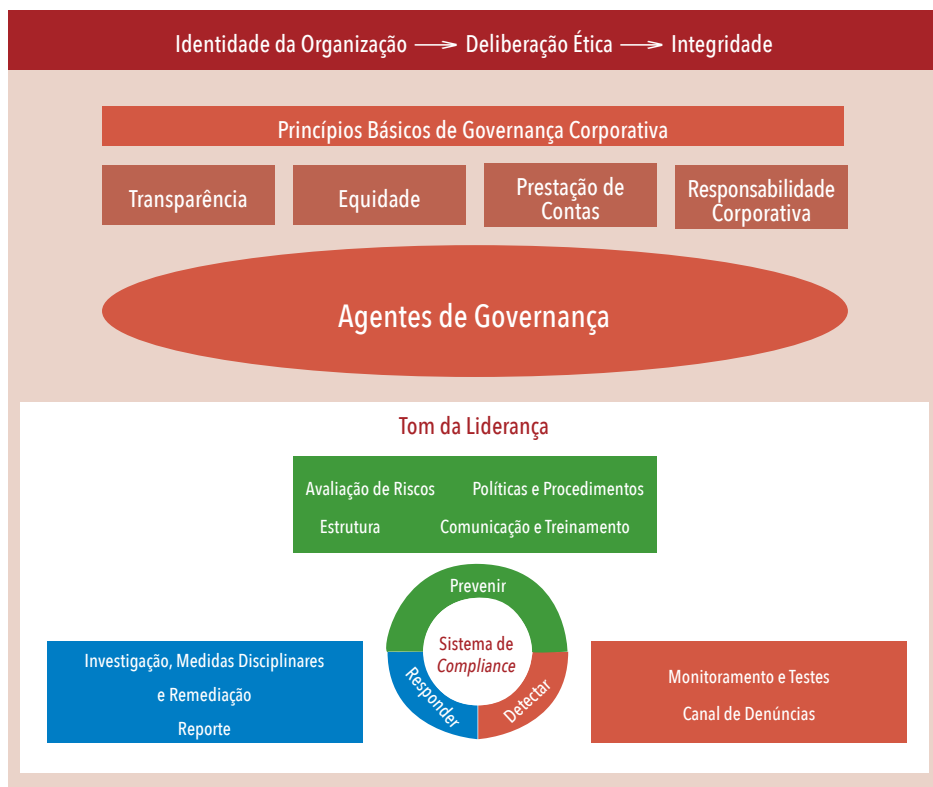 Identidade da Organização → Deliberação Ética → Integridade
Princípios Básicos de Governança Corporativa
Transparência
Equidade
Prestação de
Contas
Responsabilidade
Corporativa
Agentes de Governança
Tom da Liderança
Avaliação de Riscos
Políticas e Procedimentos
Estrutura
Comunicação e Treinamento
Prevenir
Sistema de
Compliance
Responder
Detectar
Investigação, Medidas Disciplinares
e Remediação
Reporte
Monitoramento e Testes
Canal de Denúncias